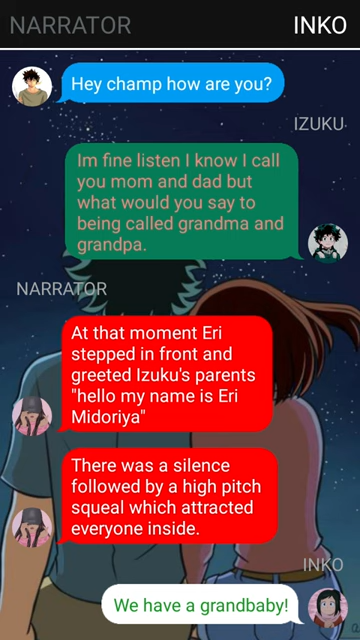 NARRATOR INKO
Hey champ how are you?
IZUKU
Im fine listen I know I call
you mom and dad but
what would you say to
being called grandma and
grandpa.
NARRATOR
At that moment Eri
stepped in front and
greeted Izuku's parents
"hello my name is Eri
Midoriya"
There was a silence
followed by a high pitch
squeal which attracted
everyone inside.
INKO
We have a grandbaby!